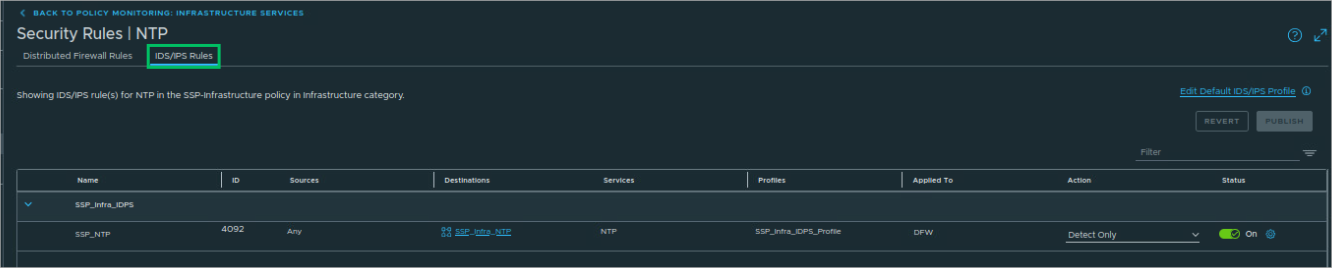 BACK TO POLICY MONITORING: INFRASTRUCTURE SERVICES
Security Rules | NTP
Distributed Firewall Rules IDS/IPS Rules
Showing IDS/IPS rule(s) for NTP in the SSP-Infrastructure policy in Infrastructure category.
Edit Default IDS/IPS Profile
REVERT PUBLISH
Filter
Name ID Sources Destinations Services Profiles Applied To Action Status
SSP_Infra_IDPS
SSP_NTP 4092 Any SSP_Infra_NTP NTP SSP_Infra_IDPS_Profile DFW Detect Only On